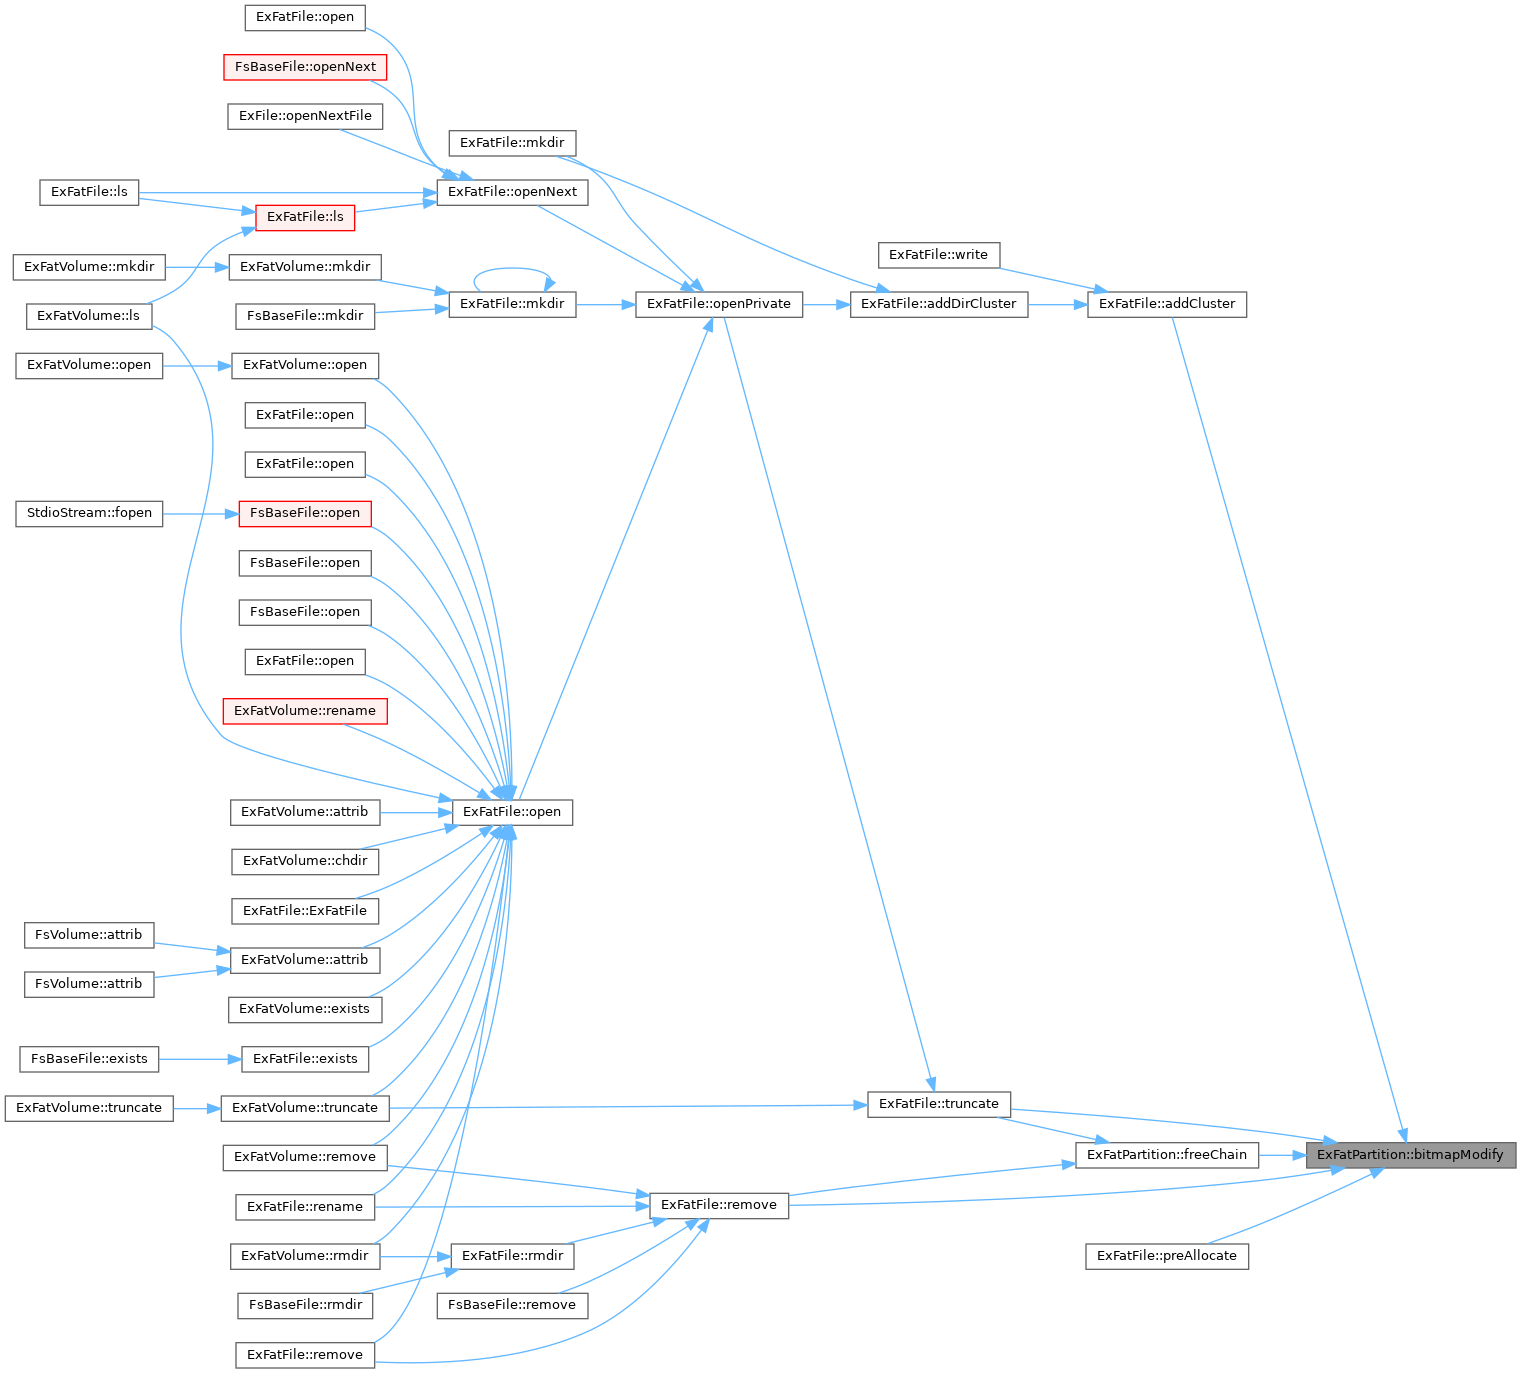 ExFatFile::open
FsBaseFile::openNext
ExFile::openNextFile
ExFatFile::mkdir
ExFatFile::ls
ExFatFile::openNext
ExFatFile::ls
ExFatFile::write
ExFatVolume::mkdir
ExFatVolume::mkdir
ExFatFile::mkdir
ExFatFile::openPrivate
ExFatFile::addDirCluster
ExFatFile::addCluster
ExFatVolume::ls
FsBaseFile::mkdir
ExFatVolume::open
ExFatVolume::open
ExFatFile::open
ExFatFile::open
StdioStream::fopen
FsBaseFile::open
FsBaseFile::open
FsBaseFile::open
ExFatFile::open
ExFatVolume::rename
ExFatVolume::attrib
ExFatFile::open
ExFatVolume::chdir
ExFatFile::ExFatFile
FsVolume::attrib
ExFatVolume::attrib
FsVolume::attrib
ExFatVolume::exists
FsBaseFile::exists
ExFatFile::exists
ExFatVolume::truncate
ExFatVolume::truncate
ExFatFile::truncate
ExFatVolume::remove
ExFatPartition::freeChain
ExFatPartition::bitmapModify
ExFatFile::rename
ExFatFile::remove
ExFatVolume::rmdir
ExFatFile::rmdir
ExFatFile::preAllocate
FsBaseFile::rmdir
FsBaseFile::remove
ExFatFile::remove